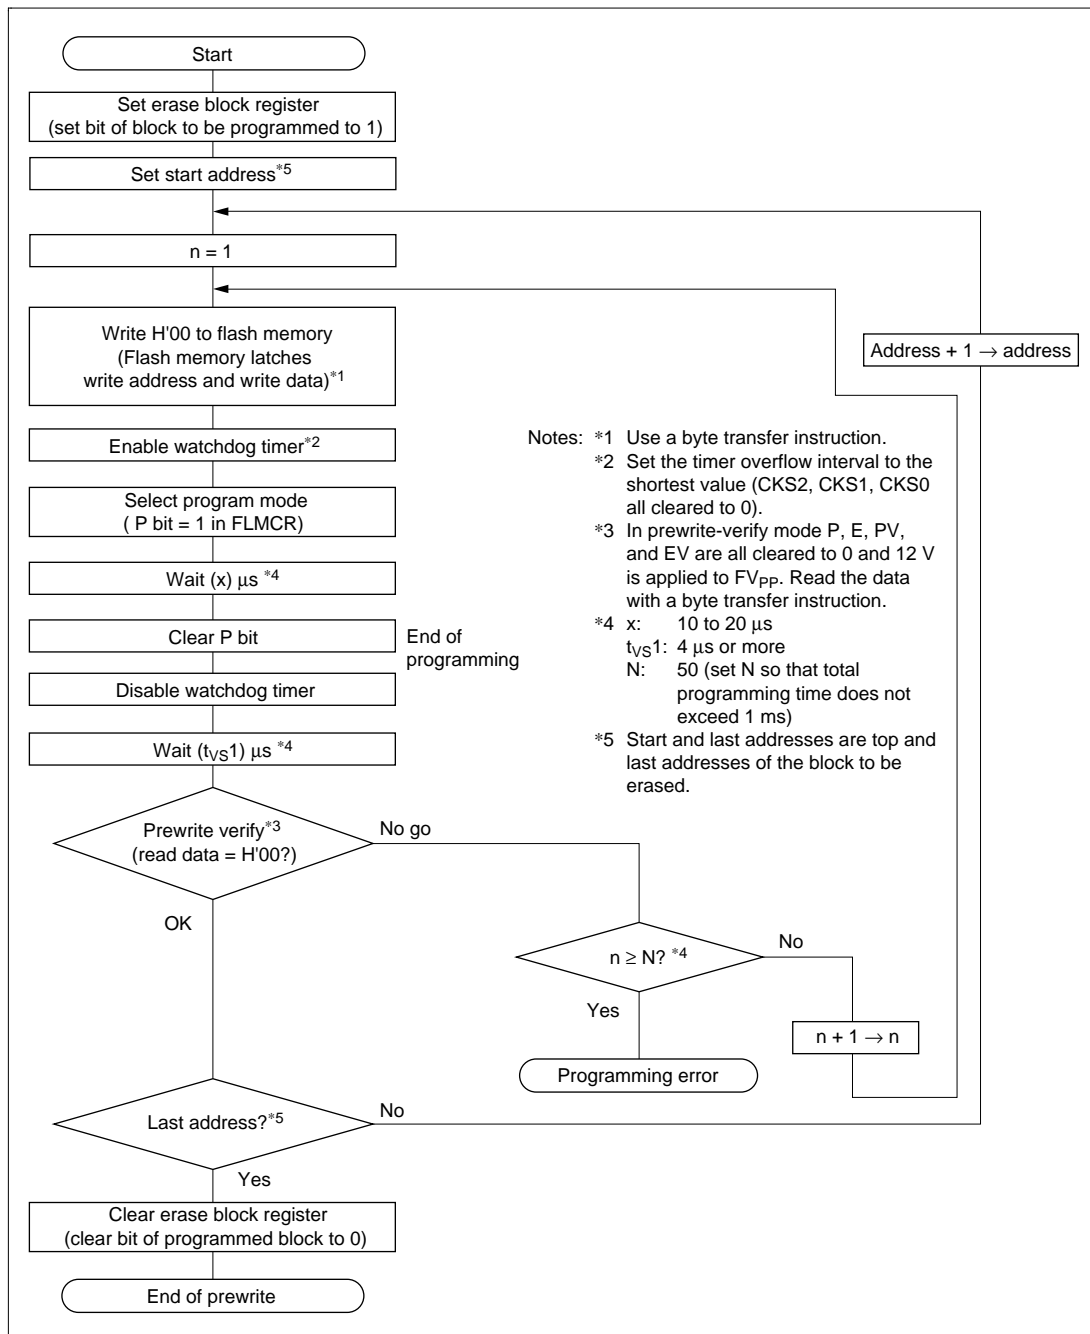 Start
Set erase block register
(set bit of block to be programmed to 1)
Set start address*5
n = 1
Write H'00 to flash memory
(Flash memory latches
write address and write data)*1
Address + 1 → address
Enable watchdog timer*2
Select program mode
( P bit = 1 in FLMCR)
Wait (x) μs *4
Clear P bit
End of
programming
Disable watchdog timer
Wait (tVS1) μs *4
Notes: *1 Use a byte transfer instruction.
*2 Set the timer overflow interval to the
shortest value (CKS2, CKS1, CKS0
all cleared to 0).
*3 In prewrite-verify mode P, E, PV,
and EV are all cleared to 0 and 12 V
is applied to FVPP. Read the data
with a byte transfer instruction.
*4 x: 10 to 20 μs
tVS1: 4 μs or more
N: 50 (set N so that total
programming time does not
exceed 1 ms)
*5 Start and last addresses are top and
last addresses of the block to be
erased.
Prewrite verify*3
(read data = H'00?)
No go
OK
n ≥ N? *4
No
Yes
n + 1 → n
Programming error
Last address?*5
No
Yes
Clear erase block register
(clear bit of programmed block to 0)
End of prewrite